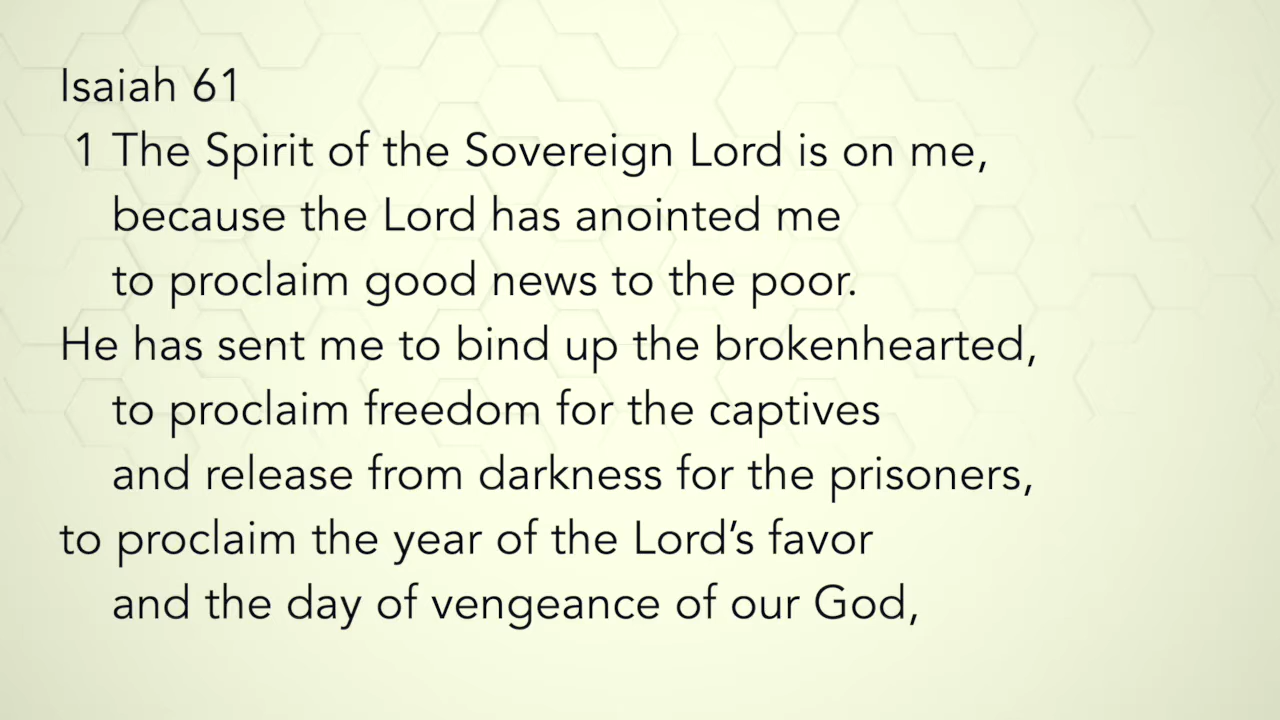 Isaiah 61
1 The Spirit of the Sovereign Lord is on me,
because the Lord has anointed me
to proclaim good news to the poor.
He has sent me to bind up the brokenhearted,
to proclaim freedom for the captives
and release from darkness for the prisoners,
to proclaim the year of the Lord’s favor
and the day of vengeance of our God,